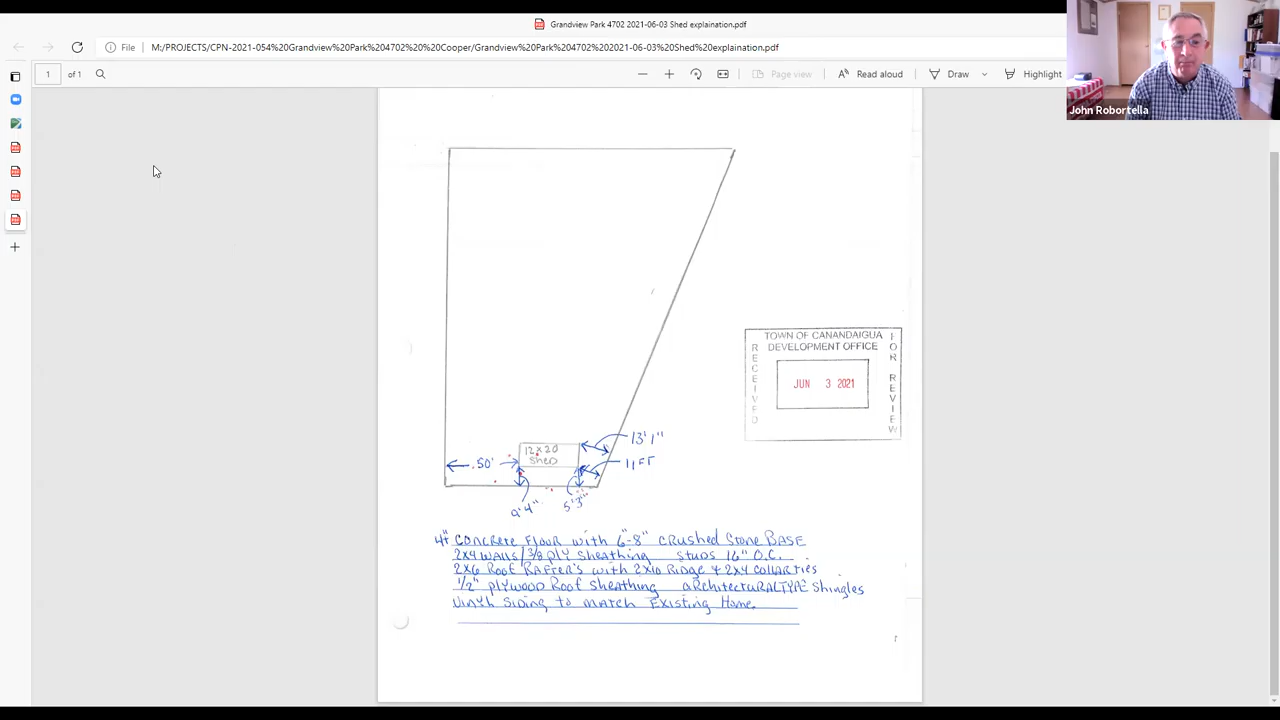 Grandview Park 4702 2021-06-03 Shed explaination.pdf
File M:/PROJECTS/CPN-2021-054%20Grandview%20Park%204702%20%20Cooper/Grandview%20Park%204702%202021-06-03%20Shed%20explaination.pdf
1 of 1 Page view Read aloud Draw Highlight
John Robortella
TOWN OF CANANDAIGUA
DEVELOPMENT OFFICE
RECEIVED
FOR REVIEW
JUN 3 2021
12 x 20
Shed
13' 1"
11 FT
.50'
9' 4"
5' 3"
4" Concrete Floor with 6"-8" crushed Stone Base
2x4 walls / 3/8 ply sheathing studs 16" O.C.
2x6 Roof Rafters with 2x10 Ridge + 2x4 collar ties
1/2" plywood Roof sheathing architectural Type shingles
Vinyl Siding to match Existing Home.